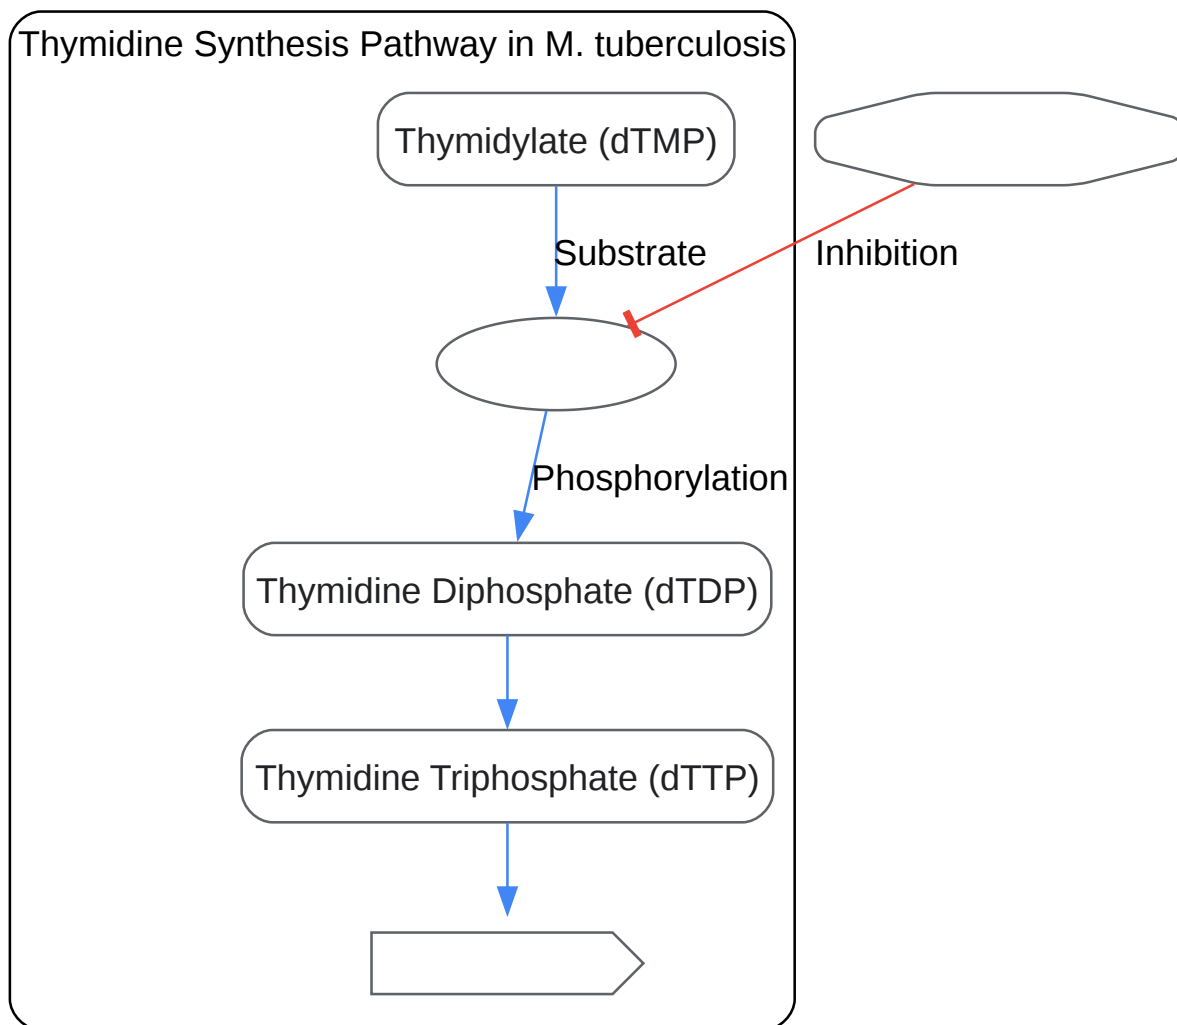 Thymidine Synthesis Pathway in M. tuberculosis
Thymidylate (dTMP)
Substrate
Inhibition
Phosphorylation
Thymidine Diphosphate (dTDP)
Thymidine Triphosphate (dTTP)